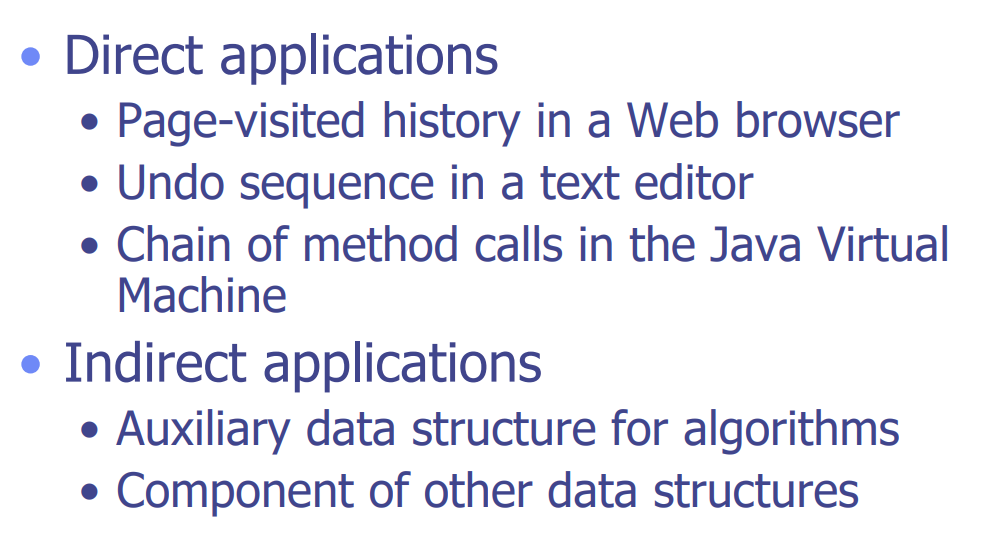 • Direct applications
• Page-visited history in a Web browser
• Undo sequence in a text editor
• Chain of method calls in the Java Virtual
Machine
• Indirect applications
• Auxiliary data structure for algorithms
• Component of other data structures